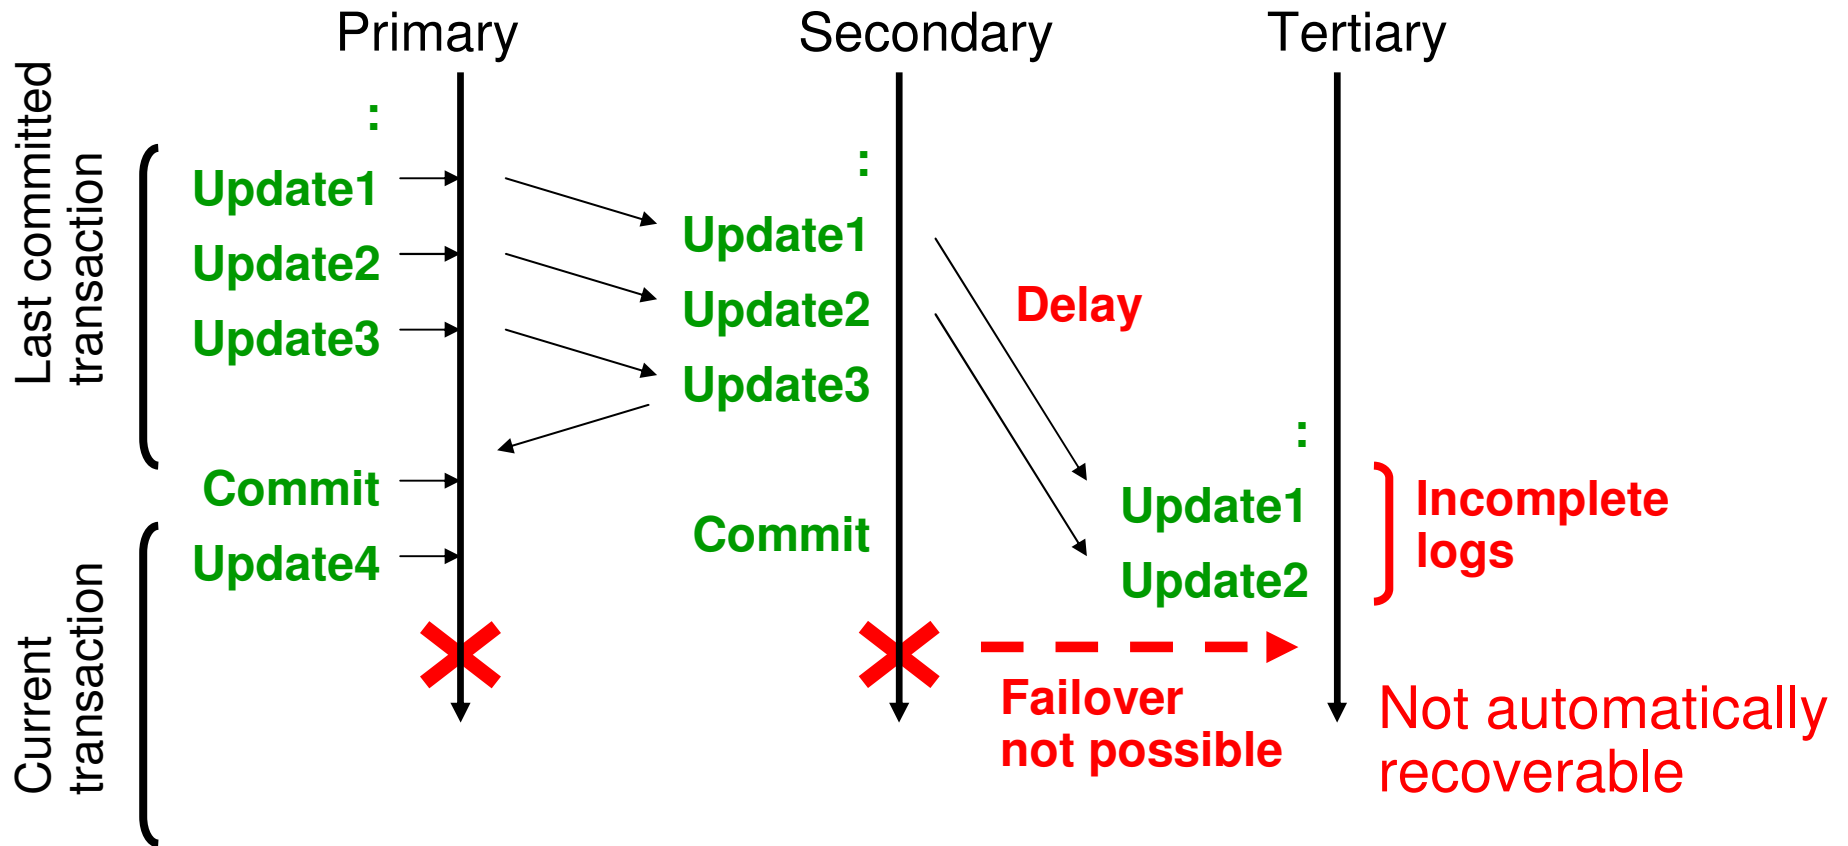 Primary
Secondary
Tertiary
Last committed
transaction
:
Update1
Update2
Update3
Commit
:
Update1
Update2
Update3
Commit
Delay
:
Update1
Update2
Incomplete
logs
Current
transaction
Update4
Failover
not possible
Not automatically
recoverable